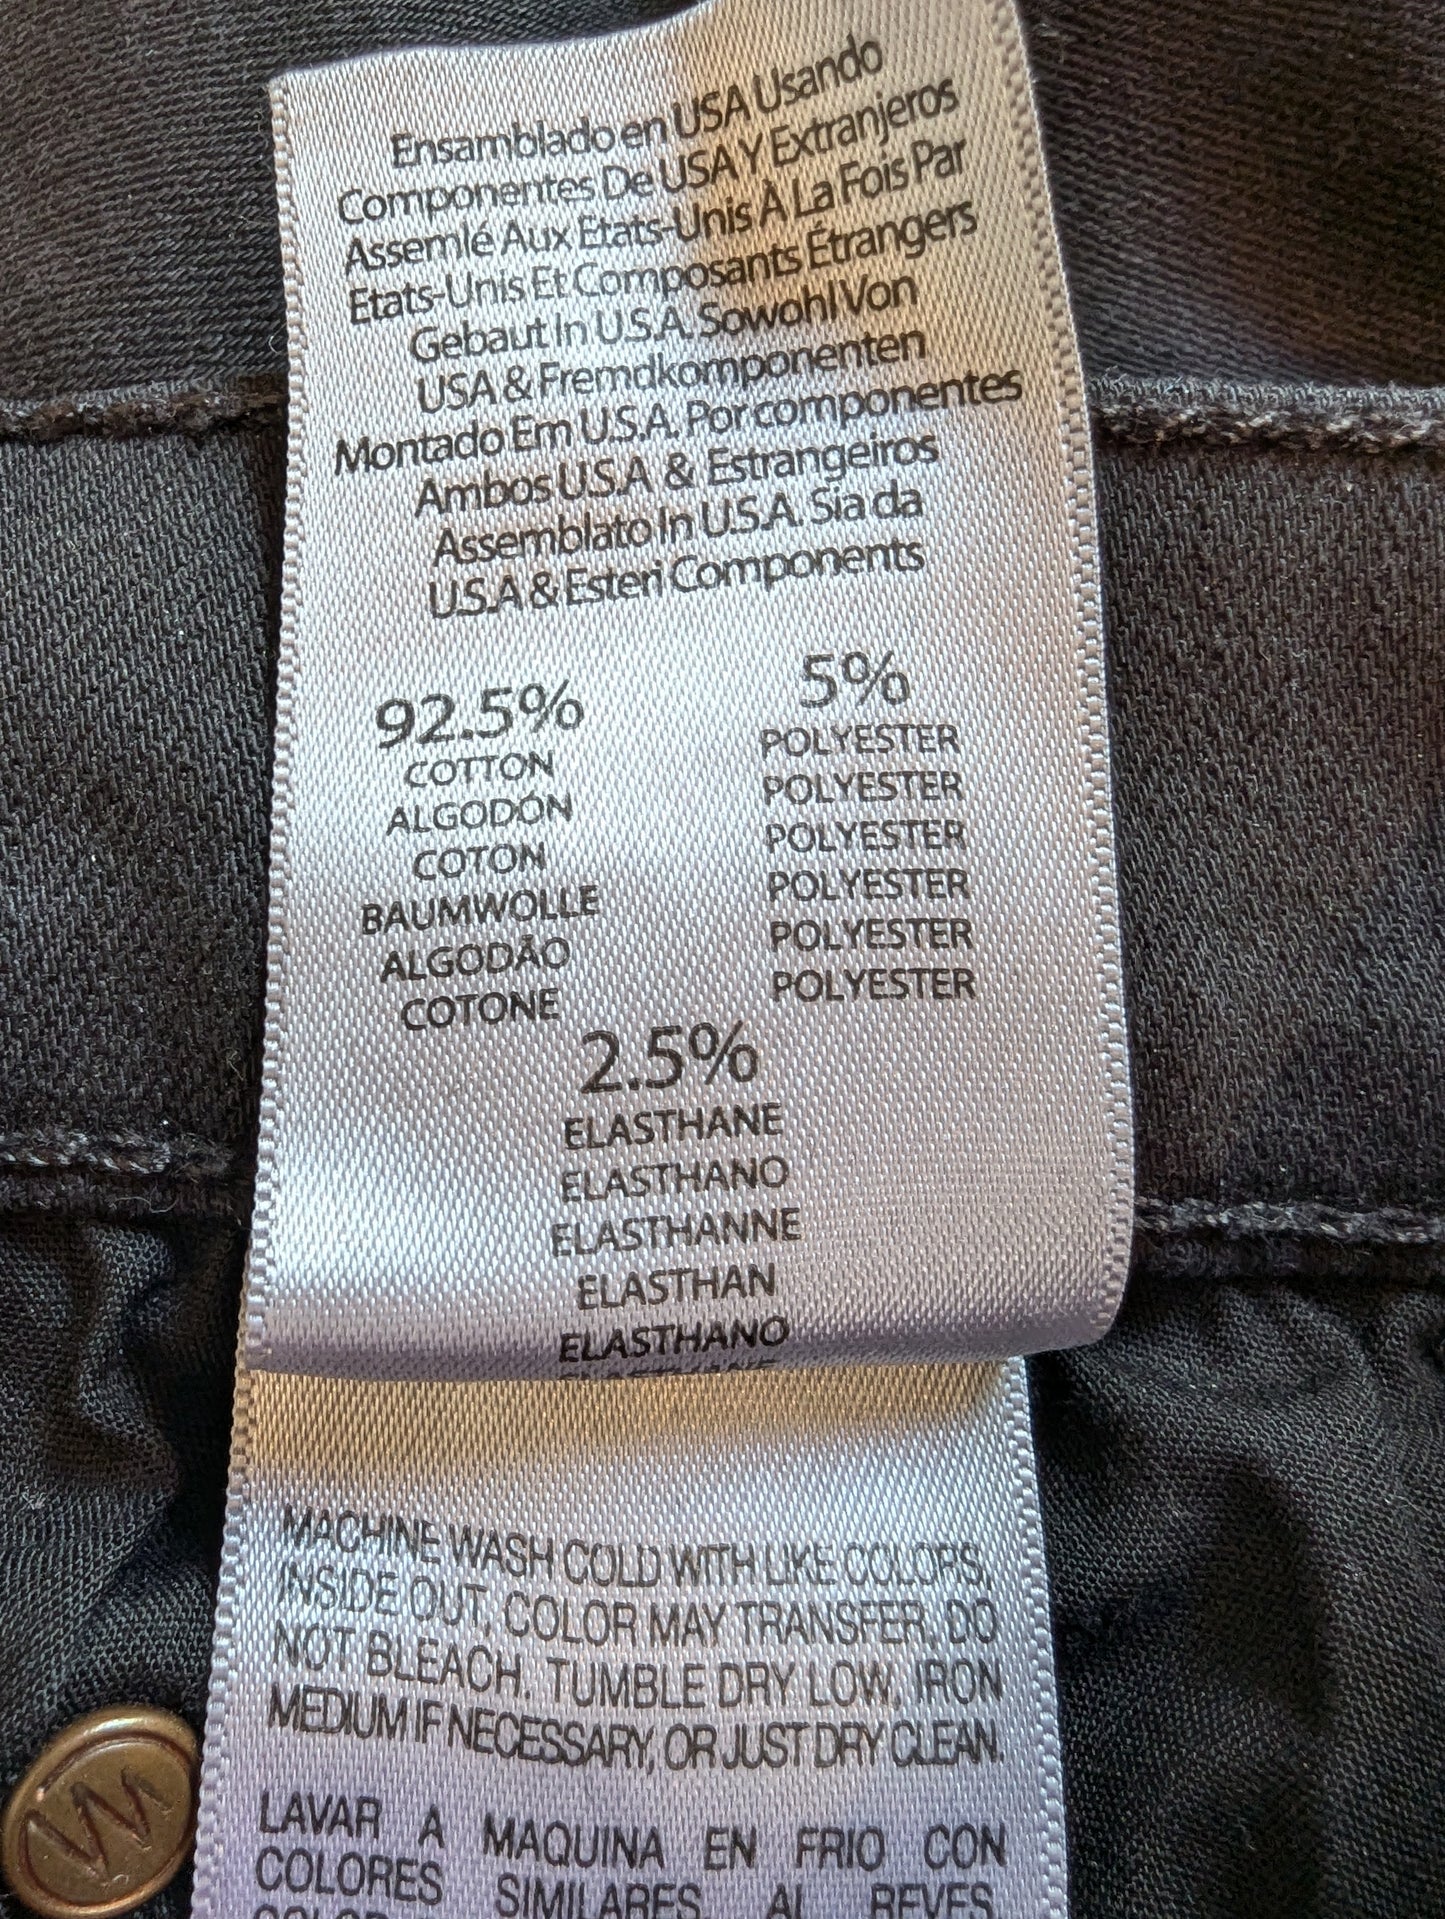 Ensamblado en USA Usando
Componentes De USA Y Extranjeros
Assemlé Aux Etats-Unis À La Fois Par
Etats-Unis Et Composants Étrangers
Gebaut In U.S.A. Sowohl Von
USA & Fremdkomponenten
Montado Em U.S.A. Por componentes
Ambos U.S.A & Estrangeiros
Assemblato In U.S.A. Sia da
U.S.A & Esteri Components
92.5%
COTTON
ALGODÓN
COTON
BAUMWOLLE
ALGODÃO
COTONE
5%
POLYESTER
POLYESTER
POLYESTER
POLYESTER
POLYESTER
POLYESTER
2.5%
ELASTHANE
ELASTHANO
ELASTHANNE
ELASTHAN
ELASTHANO
MACHINE WASH COLD WITH LIKE COLORS,
INSIDE OUT, COLOR MAY TRANSFER, DO
NOT BLEACH. TUMBLE DRY LOW, IRON
MEDIUM IF NECESSARY, OR JUST DRY CLEAN.
LAVAR A MAQUINA EN FRIO CON
COLORES SIMILARES AL REVES
W